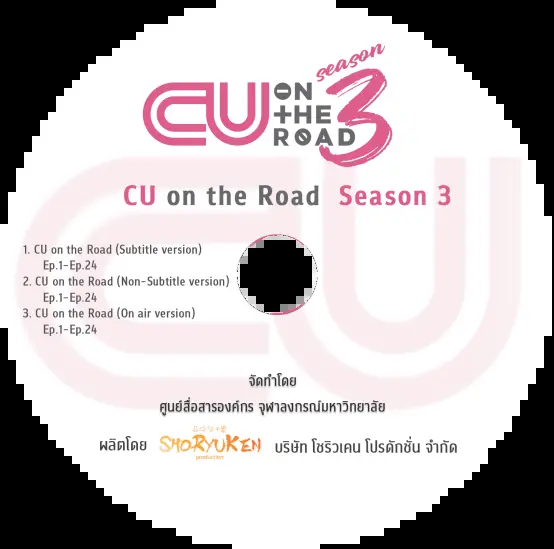 CU ON THE ROAD season 3
CU on the Road Season 3
1. CU on the Road (Subtitle version)
Ep.1-Ep.24
2. CU on the Road (Non-Subtitle version)
Ep.1-Ep.24
3. CU on the Road (On air version)
Ep.1-Ep.24
จัดทำโดย
ศูนย์สื่อสารองค์กร จุฬาลงกรณ์มหาวิทยาลัย
ผลิตโดย SHORYUKEN production บริษัท โชริวเคน โปรดักชั่น จำกัด